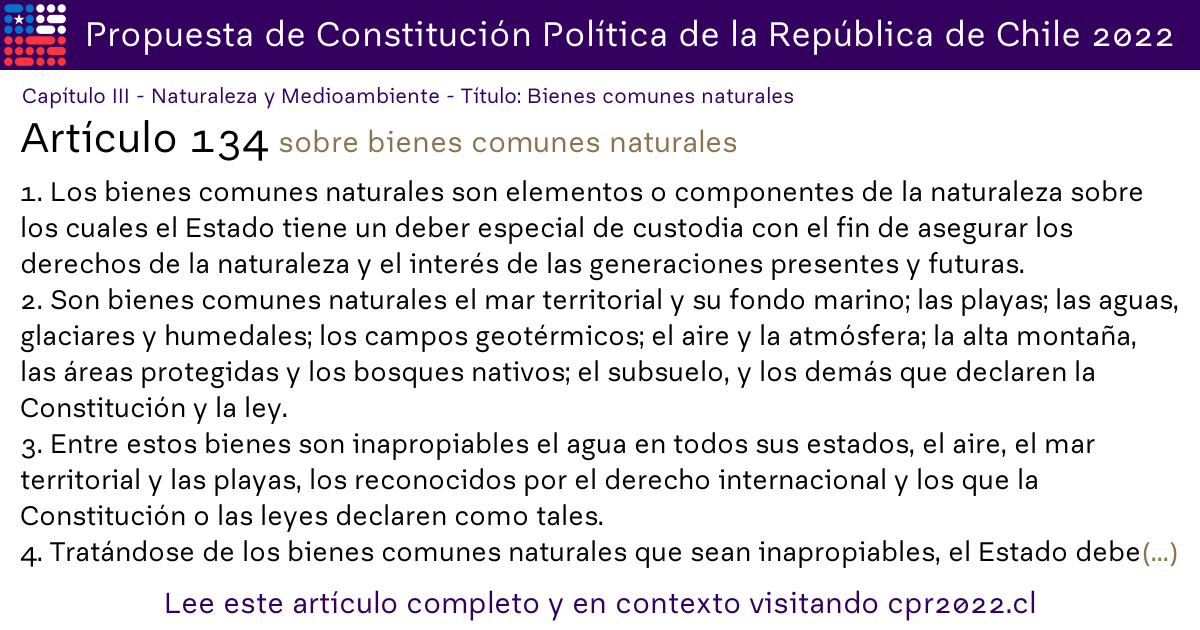 Propuesta de Constitución Política de la República de Chile 2022
Capítulo III - Naturaleza y Medioambiente - Título: Bienes comunes naturales
Artículo 134 sobre bienes comunes naturales
1. Los bienes comunes naturales son elementos o componentes de la naturaleza sobre
los cuales el Estado tiene un deber especial de custodia con el fin de asegurar los
derechos de la naturaleza y el interés de las generaciones presentes y futuras.
2. Son bienes comunes naturales el mar territorial y su fondo marino; las playas; las aguas,
glaciares y humedales; los campos geotérmicos; el aire y la atmósfera; la alta montaña,
las áreas protegidas y los bosques nativos; el subsuelo, y los demás que declaren la
Constitución y la ley.
3. Entre estos bienes son inapropiables el agua en todos sus estados, el aire, el mar
territorial y las playas, los reconocidos por el derecho internacional y los que la
Constitución o las leyes declaren como tales.
4. Tratándose de los bienes comunes naturales que sean inapropiables, el Estado debe(...)
Lee este artículo completo y en contexto visitando cpr2022.cl